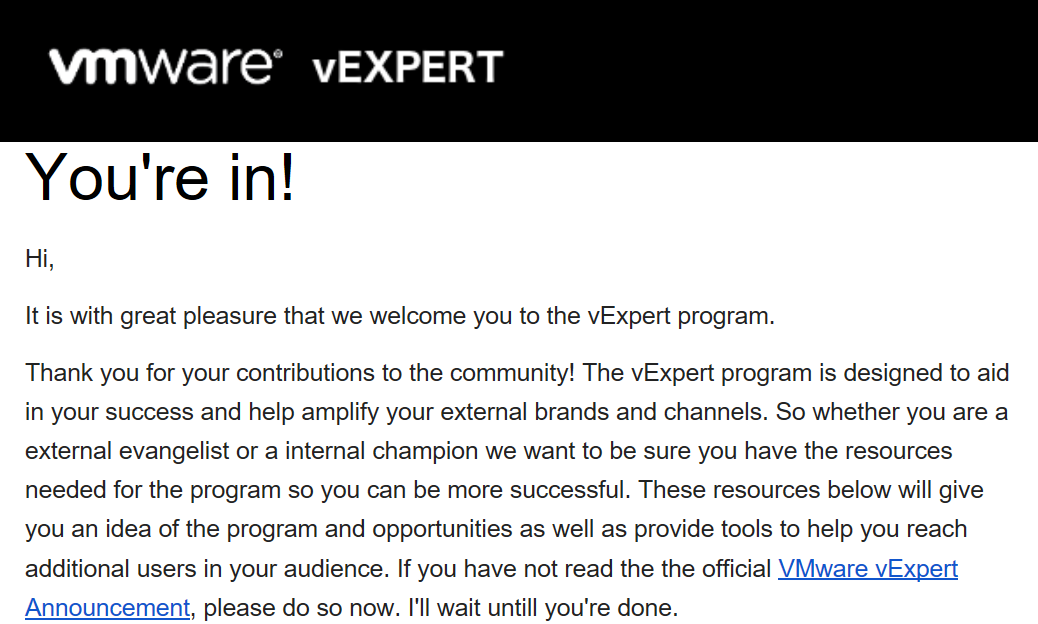 vmware® vEXPERT
You're in!
Hi,
It is with great pleasure that we welcome you to the vExpert program.
Thank you for your contributions to the community! The vExpert program is designed to aid
in your success and help amplify your external brands and channels. So whether you are a
external evangelist or a internal champion we want to be sure you have the resources
needed for the program so you can be more successful. These resources below will give
you an idea of the program and opportunities as well as provide tools to help you reach
additional users in your audience. If you have not read the the official VMware vExpert
Announcement, please do so now. I'll wait untill you're done.